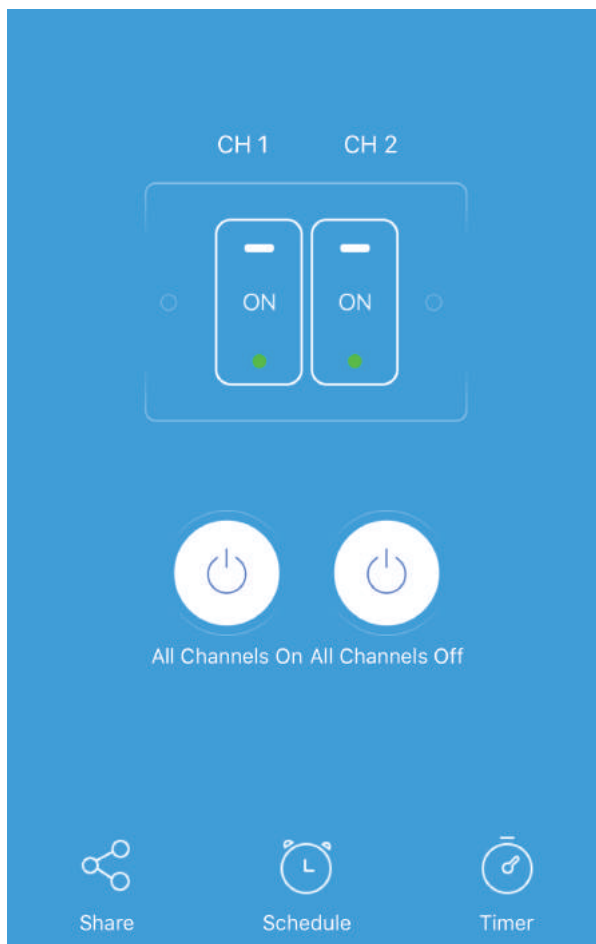 CH 1 CH 2
ON ON
All Channels On All Channels Off
Share Schedule Timer